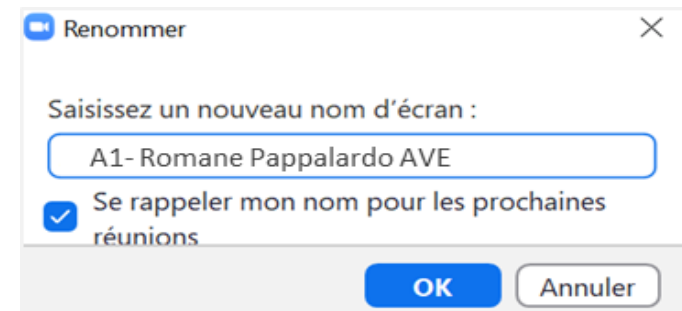 Renommer
Saisissez un nouveau nom d'écran :
A1- Romane Pappalardo AVE
Se rappeler mon nom pour les prochaines
réunions
OK Annuler